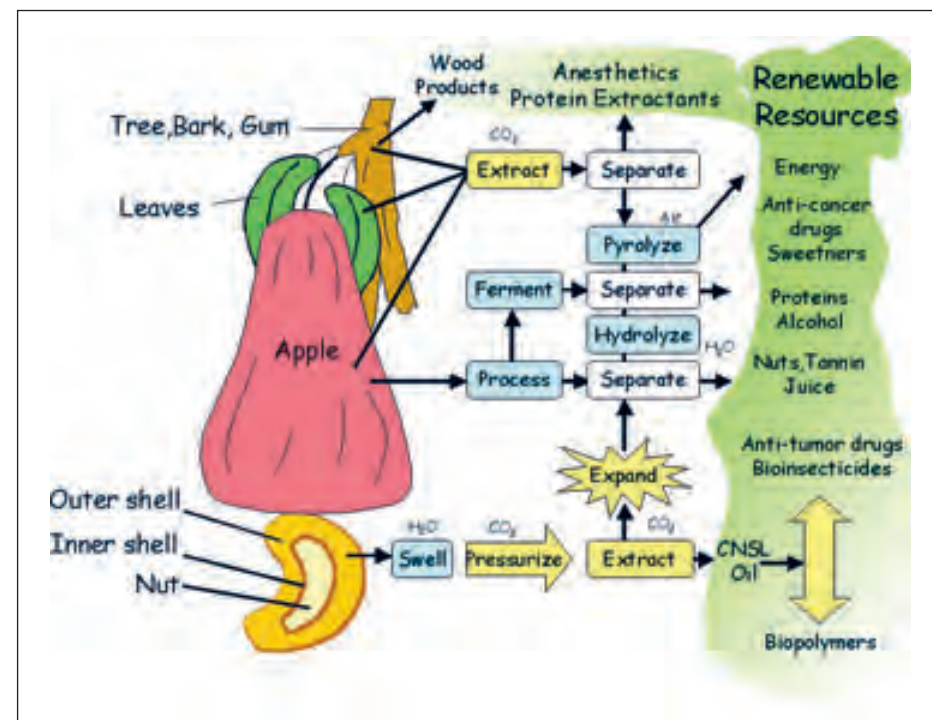 Wood
Products
Anesthetics
Protein Extractants
Renewable
Resources
Tree,Bark, Gum
CO₂
Extract
Separate
Energy
Leaves
Air
Pyrolyze
Anti-cancer
drugs
Sweetners
Ferment
Separate
Proteins
Alcohol
Apple
Hydrolyze
H₂O
Process
Separate
Nuts,Tannin
Juice
Anti-tumor drugs
Bioinsecticides
Expand
Outer shell
Inner shell
Nut
H₂O
Swell
CO₂
Pressurize
CO₂
Extract
CNSL
Oil
Biopolymers